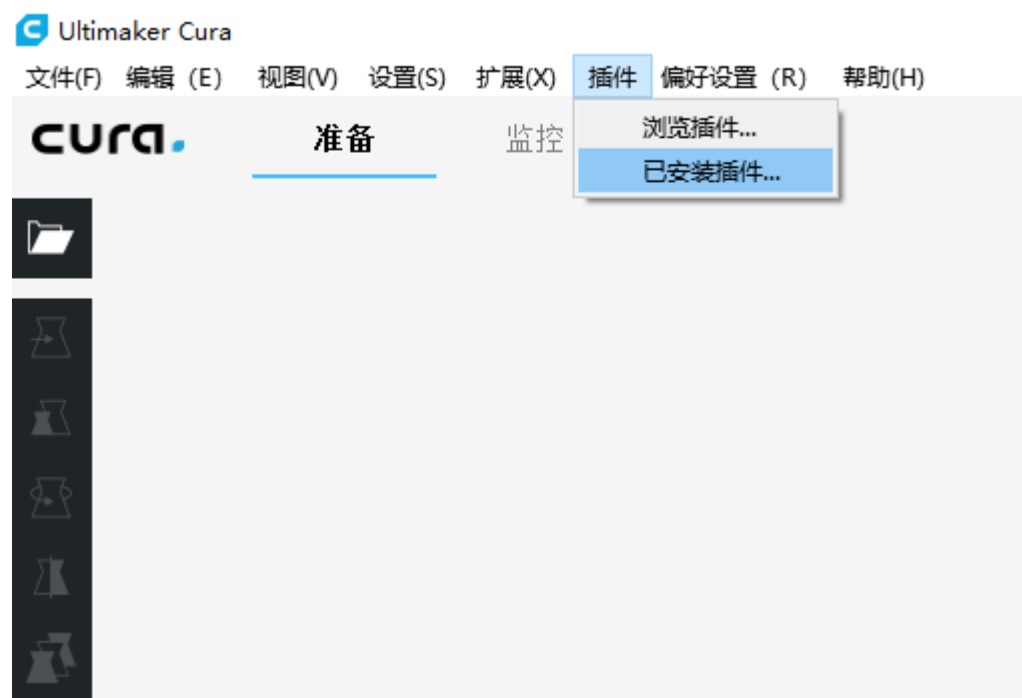 Ultimaker Cura
文件(F) 编辑 (E) 视图(V) 设置(S) 扩展(X) 插件 偏好设置 (R) 帮助(H)
cura. 准备 监控
浏览插件...
已安装插件...